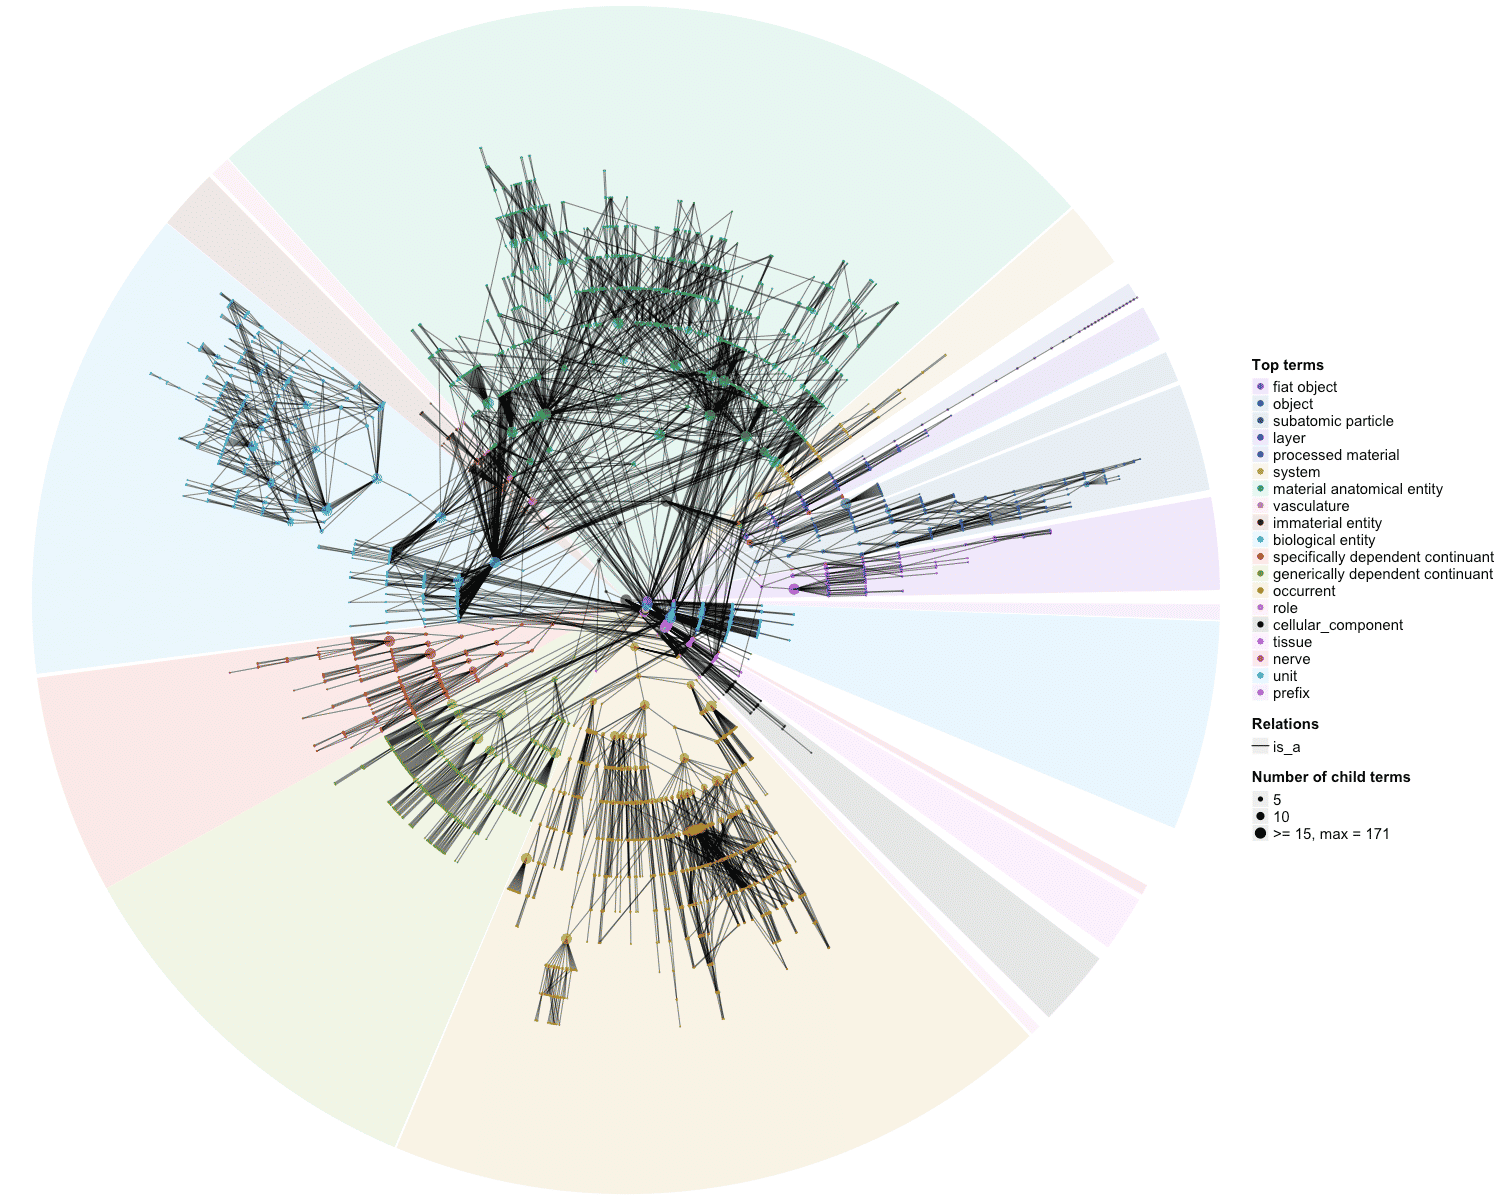 Top terms
fiat object
object
subatomic particle
layer
processed material
system
material anatomical entity
vasculature
immaterial entity
biological entity
specifically dependent continuant
generically dependent continuant
occurrent
role
cellular_component
tissue
nerve
unit
prefix
Relations
is_a
Number of child terms
5
10
>= 15, max = 171